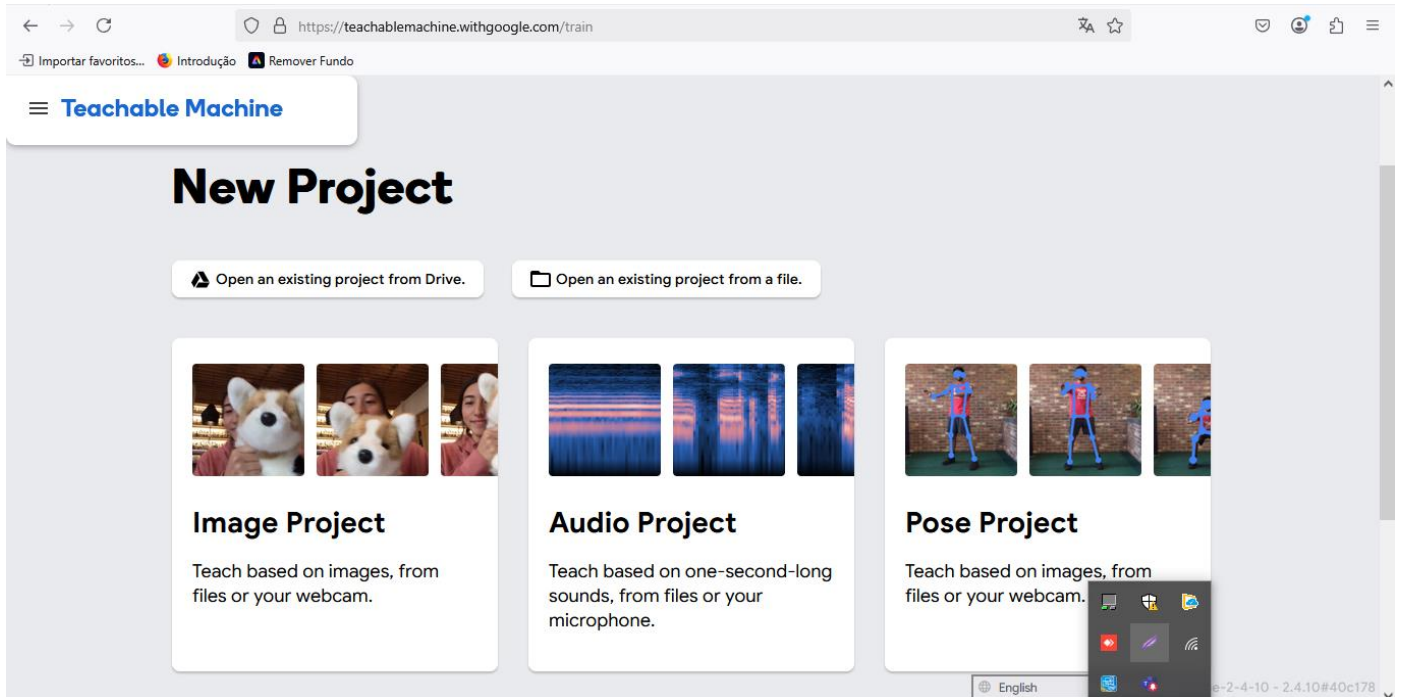 https://teachablemachine.withgoogle.com/train
Importar favoritos... Introdução Remover Fundo
Teachable Machine
New Project
Open an existing project from Drive. Open an existing project from a file.
Image Project
Teach based on images, from
files or your webcam.
Audio Project
Teach based on one-second-long
sounds, from files or your
microphone.
Pose Project
Teach based on images, from
files or your webcam.
English
e-2-4-10 - 2.4.10#40c178